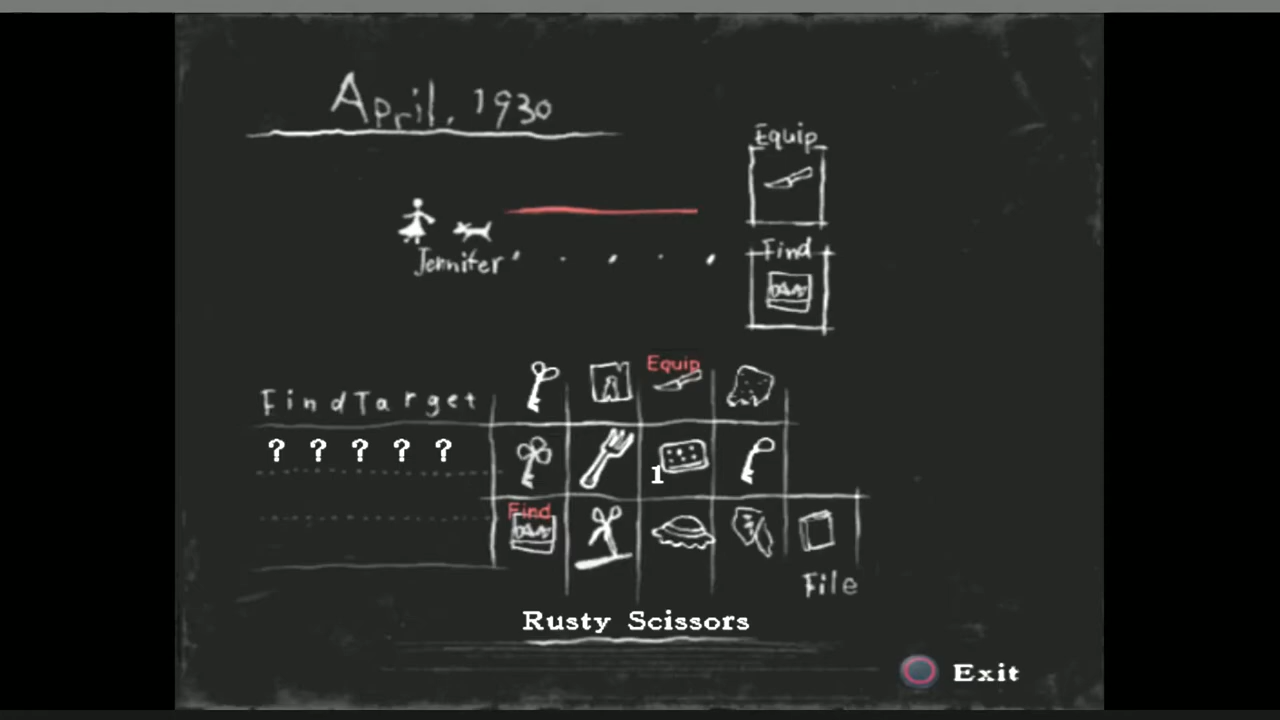 April, 1930
Equip
Find
Jennifer
Equip
FindTarget
? ? ? ? ?
1
Find
File
Rusty Scissors
Exit